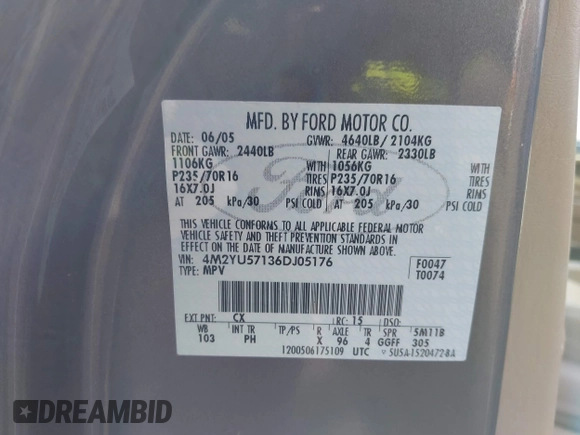 MFD. BY FORD MOTOR CO.
DATE: 06/05 GVWR: 4640LB/ 2104KG
FRONT GAWR: 2440LB REAR GAWR: 2330LB
1106KG WITH 1056KG WITH
P235/70R16 TIRES P235/70R16 TIRES
16X7.0J RIMS 16X7.0J RIMS
AT 205 kPa/30 PSI COLD AT 205 kPa/30 PSI COLD
Ford
THIS VEHICLE CONFORMS TO ALL APPLICABLE FEDERAL MOTOR
VEHICLE SAFETY AND THEFT PREVENTION STANDARDS IN
EFFECT ON THE DATE OF MANUFACTURE SHOWN ABOVE.
VIN: 4M2YU57136DJ05176 F0047
TYPE: MPV T0074
EXT PNT: CX RC: 15 DSO:
WB INT TR TP/PS R AXLE TR SPR 5M11B
103 PH X 96 4 GGFF 305
1200506175109 UTC 5U5A-1520472-BA
DREAMBID